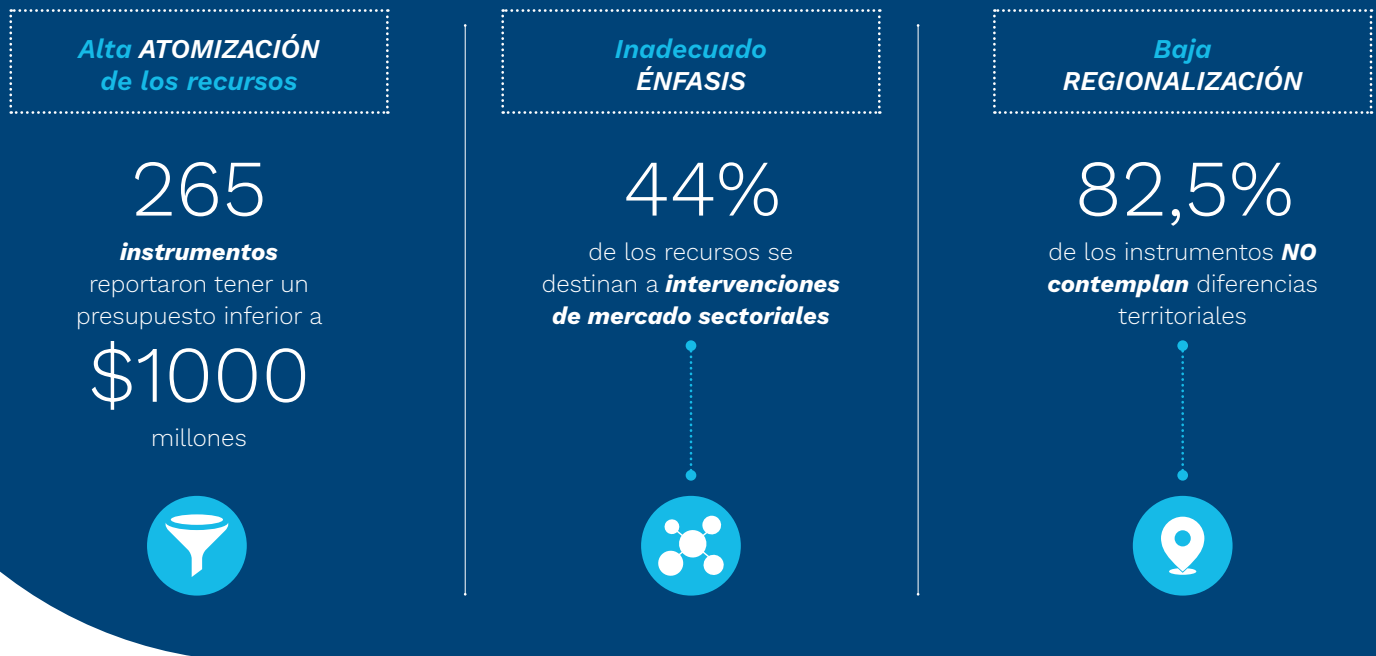 Alta ATOMIZACIÓN
de los recursos
265
instrumentos
reportaron tener un
presupuesto inferior a
$1000
millones
Inadecuado
ÉNFASIS
44%
de los recursos se
destinan a intervenciones
de mercado sectoriales
Baja
REGIONALIZACIÓN
82,5%
de los instrumentos NO
contemplan diferencias
territoriales